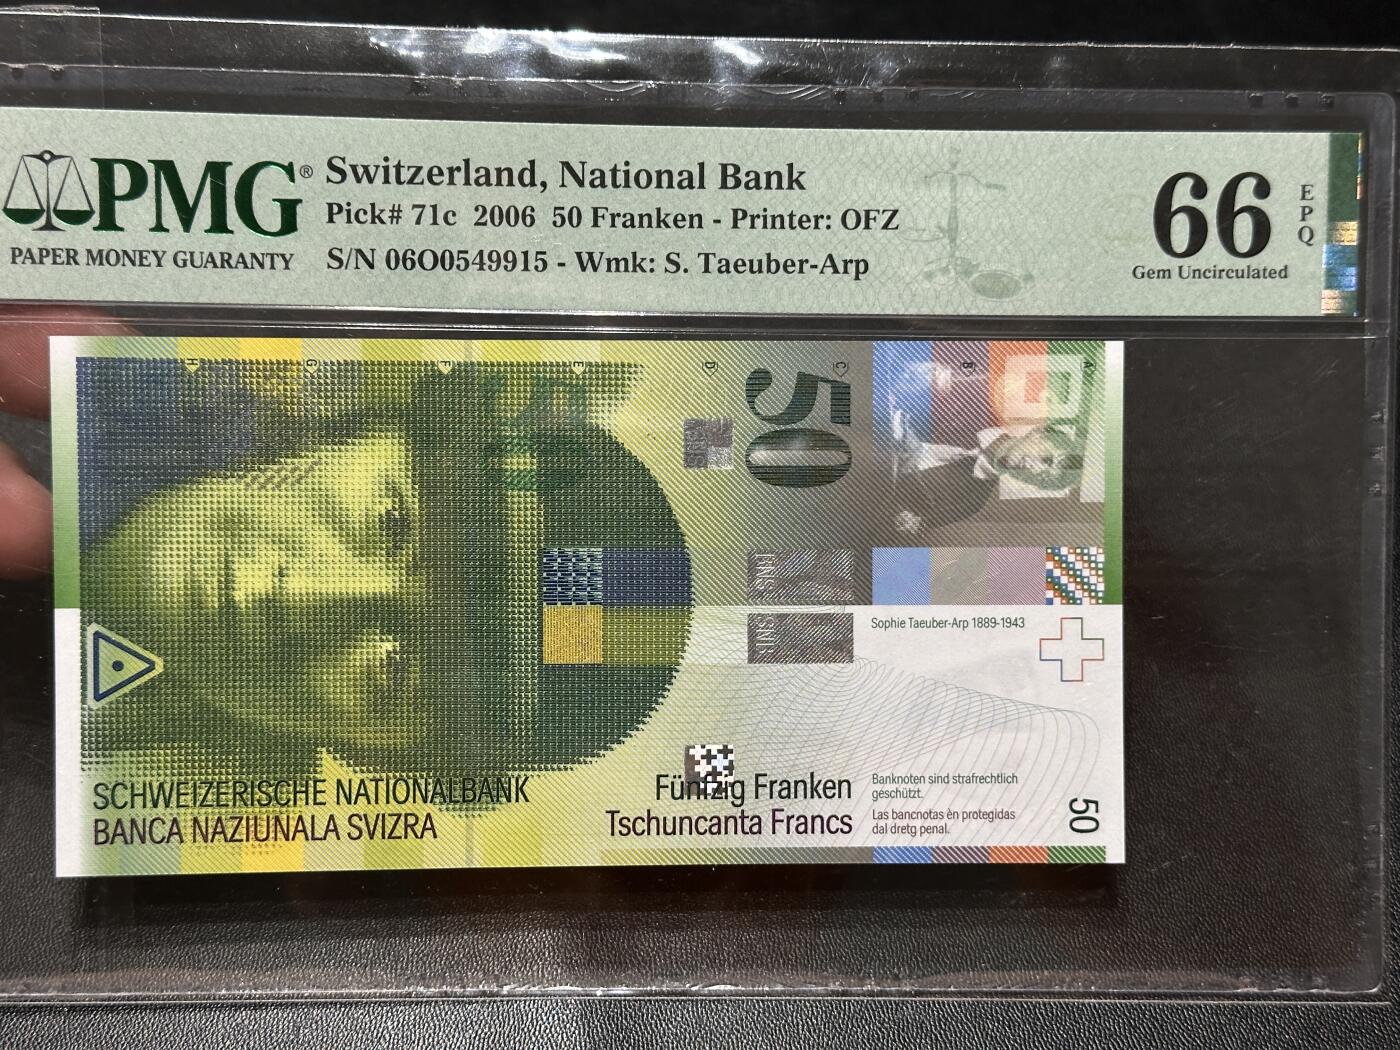 PMG®
PAPER MONEY GUARANTY
Switzerland, National Bank
Pick# 71c 2006 50 Franken - Printer: OFZ
S/N 06O0549915 - Wmk: S. Taeuber-Arp
66
EPQ
Gem Uncirculated
H G F E D C B A
50
Sophie Taeuber-Arp 1889-1943
SCHWEIZERISCHE NATIONALBANK
BANCA NAZIUNALA SVIZRA
Fünfzig Franken
Tschuncanta Francs
Banknoten sind strafrechtlich
geschützt.
Las bancnotas èn protegidas
dal dretg penal.
50